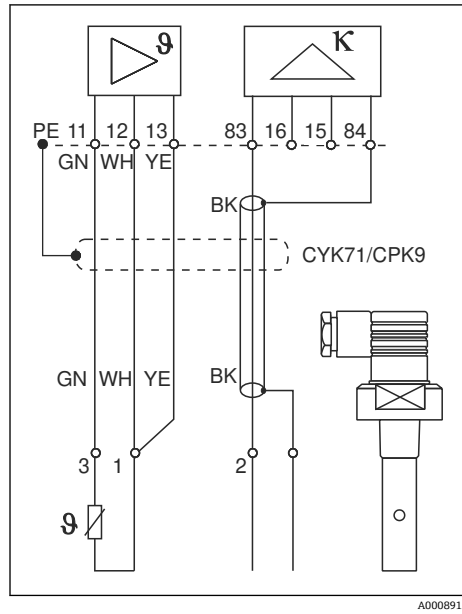 ϑ κ
PE 11 12 13 83 16 15 84
GN WH YE
BK
CYK71/CPK9
GN WH YE BK
3 1 2
ϑ
A000891